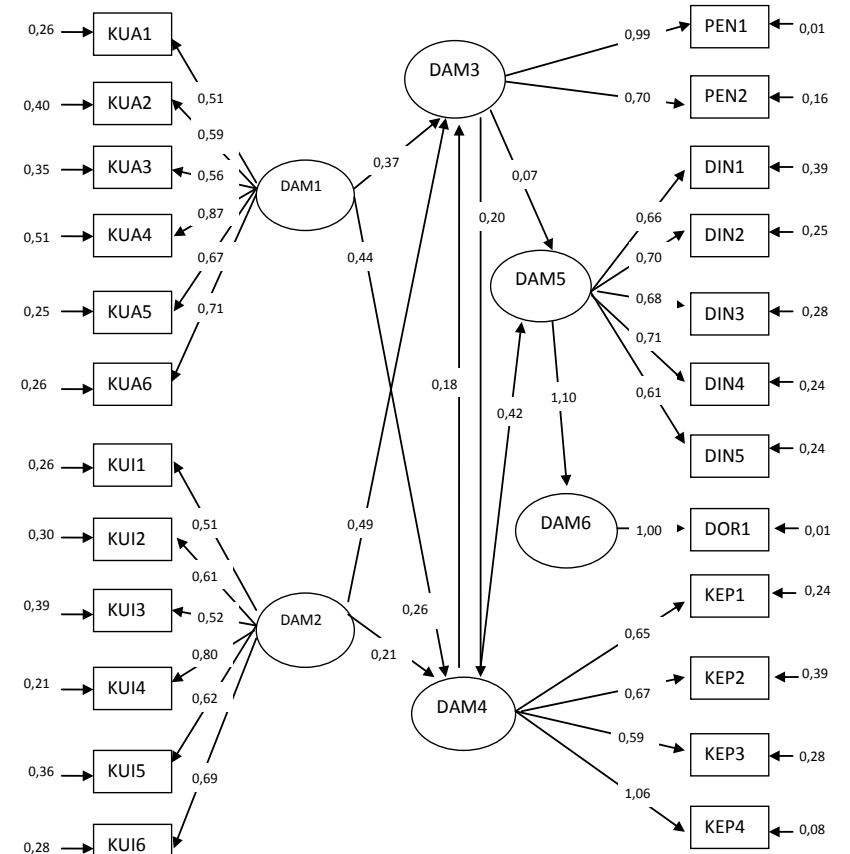 0,26
KUA1
0,40
KUA2
0,35
KUA3
0,51
KUA4
0,25
KUA5
0,26
KUA6
0,26
KUI1
0,30
KUI2
0,39
KUI3
0,21
KUI4
0,36
KUI5
0,28
KUI6
0,51
0,59
0,56
0,87
0,67
0,71
0,51
0,61
0,52
0,80
0,62
0,69
DAM1
DAM2
0,37
0,44
0,49
0,26
0,21
DAM3
0,20
0,18
0,07
0,42
DAM5
1,10
DAM6
DAM4
0,99
0,70
0,66
0,70
0,68
0,71
0,61
1,00
0,65
0,67
0,59
1,06
PEN1
0,01
PEN2
0,16
DIN1
0,39
DIN2
0,25
DIN3
0,28
DIN4
0,24
DIN5
0,24
DOR1
0,01
KEP1
0,24
KEP2
0,39
KEP3
0,28
KEP4
0,08